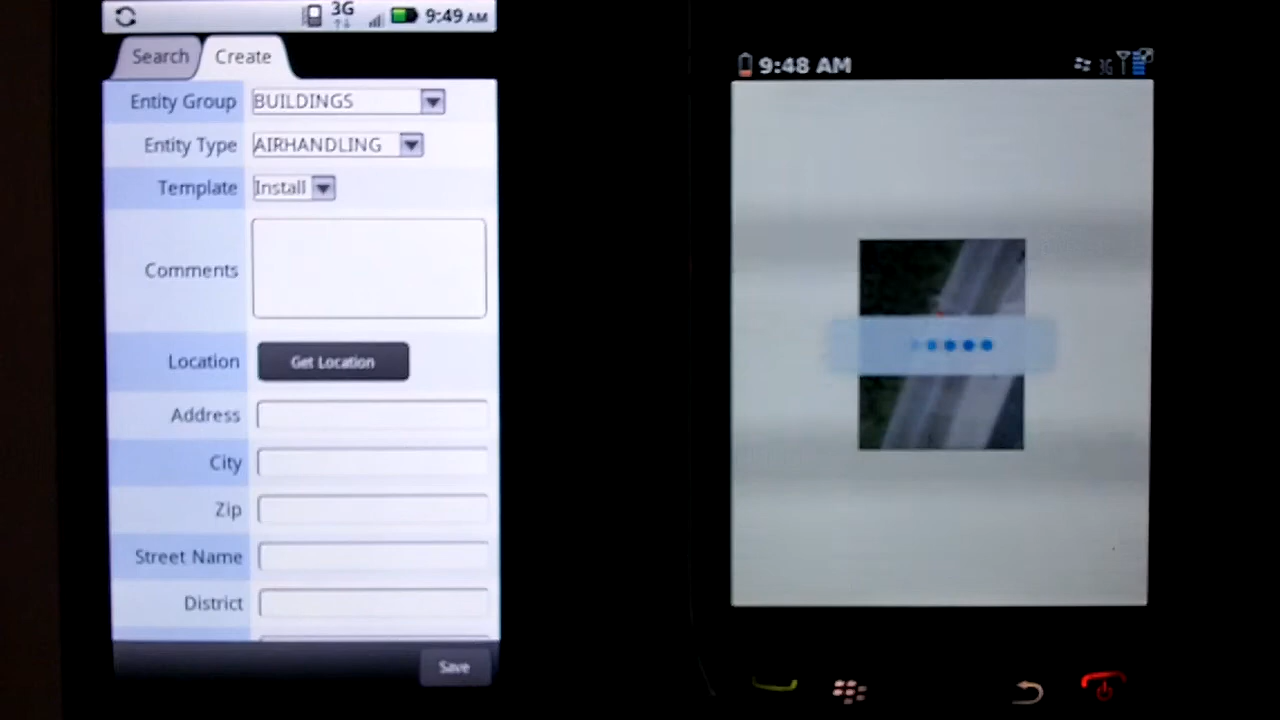 3G 9:49 AM
Search Create
Entity Group BUILDINGS
Entity Type AIRHANDLING
Template Install
Comments
Location Get Location
Address
City
Zip
Street Name
District
Save
9:48 AM 3G